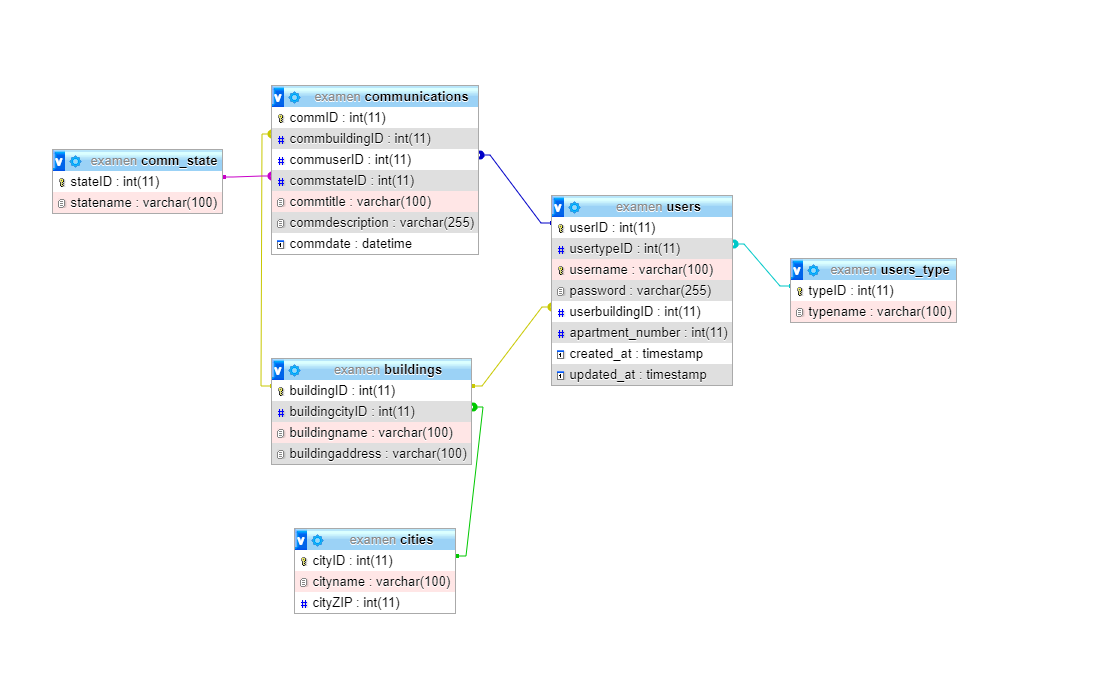 examen communications
commID : int(11)
commbuildingID : int(11)
commuserID : int(11)
commstateID : int(11)
commtitle : varchar(100)
commdescription : varchar(255)
commdate : datetime
examen comm_state
stateID : int(11)
statename : varchar(100)
examen users
userID : int(11)
usertypeID : int(11)
username : varchar(100)
password : varchar(255)
userbuildingID : int(11)
apartment_number : int(11)
created_at : timestamp
updated_at : timestamp
examen users_type
typeID : int(11)
typename : varchar(100)
examen buildings
buildingID : int(11)
buildingcityID : int(11)
buildingname : varchar(100)
buildingaddress : varchar(100)
examen cities
cityID : int(11)
cityname : varchar(100)
cityZIP : int(11)